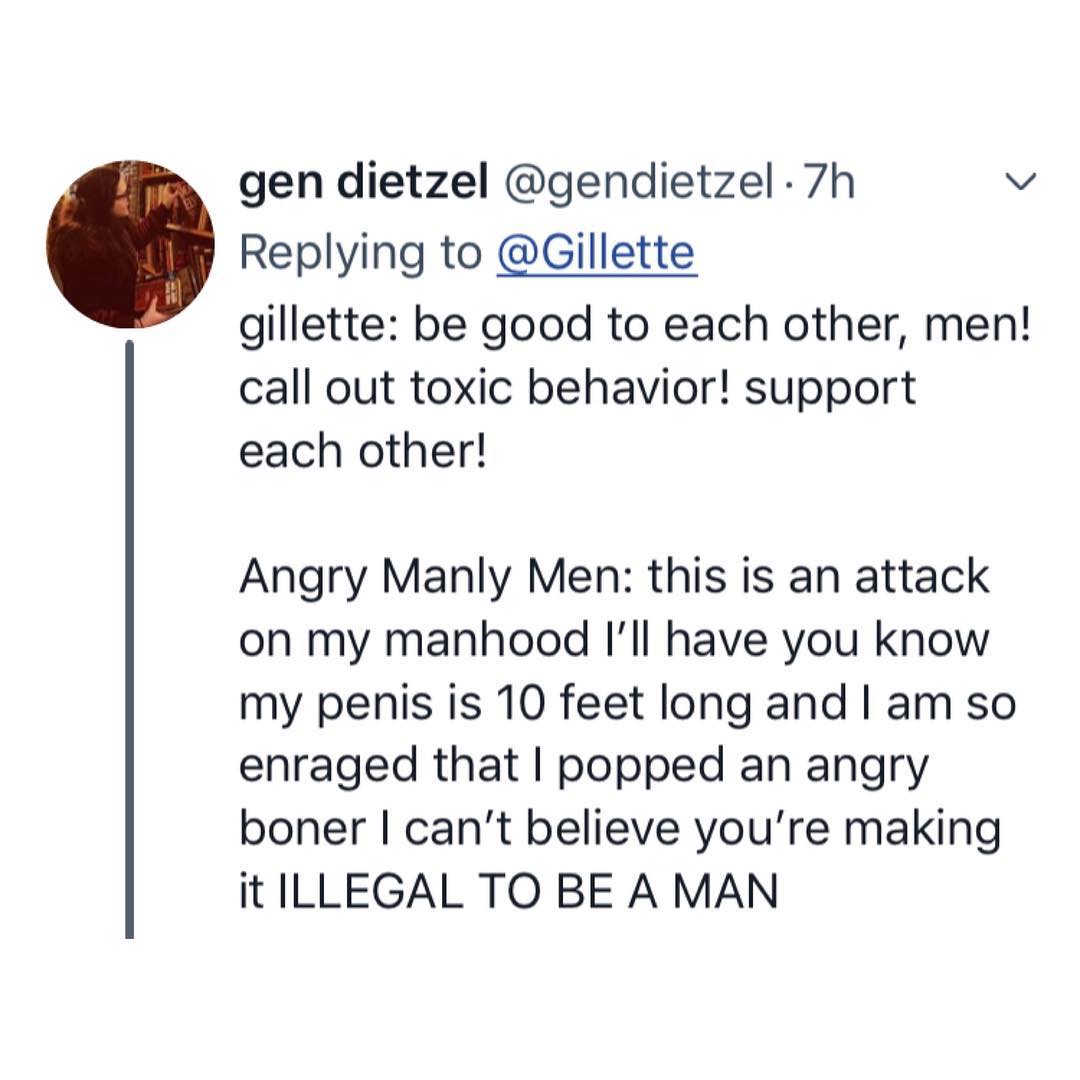 gen dietzel @gendietzel · 7h
Replying to @Gillette
gillette: be good to each other, men!
call out toxic behavior! support
each other!
Angry Manly Men: this is an attack
on my manhood I’ll have you know
my penis is 10 feet long and I am so
enraged that I popped an angry
boner I can’t believe you’re making
it ILLEGAL TO BE A MAN